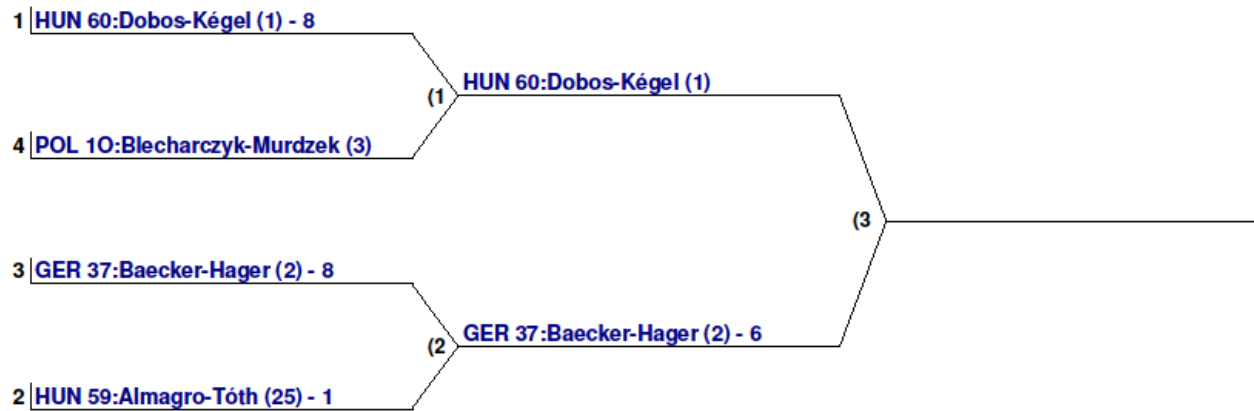 1 HUN 60:Dobos-Kégel (1) - 8
HUN 60:Dobos-Kégel (1)
(1
4 POL 1O:Blecharczyk-Murdzek (3)
(3
3 GER 37:Baecker-Hager (2) - 8
GER 37:Baecker-Hager (2) - 6
(2
2 HUN 59:Almagro-Tóth (25) - 1